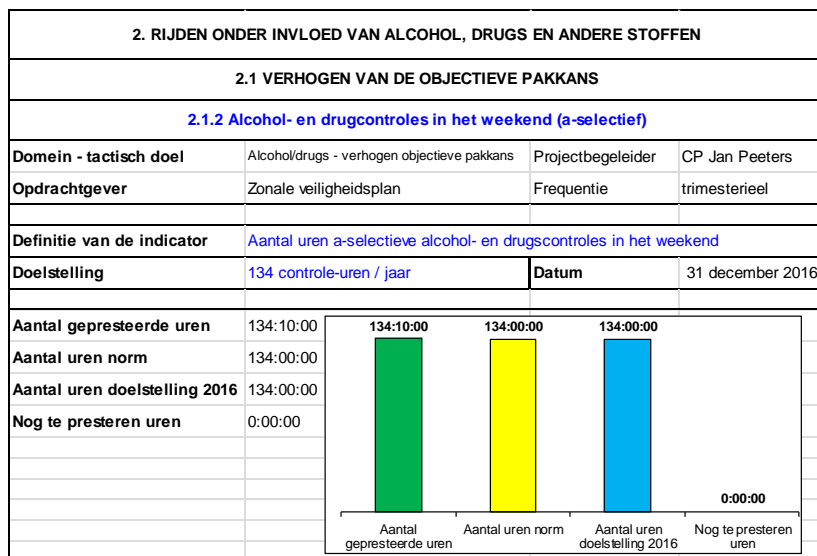 2. RIJDEN ONDER INVLOED VAN ALCOHOL, DRUGS EN ANDERE STOFFEN
2.1 VERHOGEN VAN DE OBJECTIEVE PAKKANS
2.1.2 Alcohol- en drugcontroles in het weekend (a-selectief)
Domein - tactisch doel Alcohol/drugs - verhogen objectieve pakkans Projectbegeleider CP Jan Peeters
Opdrachtgever Zonale veiligheidsplan Frequentie trimesterieel
Definitie van de indicator Aantal uren a-selectieve alcohol- en drugscontroles in het weekend
Doelstelling 134 controle-uren / jaar Datum 31 december 2016
Aantal gepresteerde uren 134:10:00
Aantal uren norm 134:00:00
Aantal uren doelstelling 2016 134:00:00
Nog te presteren uren 0:00:00
134:10:00 134:00:00 134:00:00
0:00:00
Aantal gepresteerde uren
Aantal uren norm
Aantal uren doelstelling 2016
Nog te presteren uren